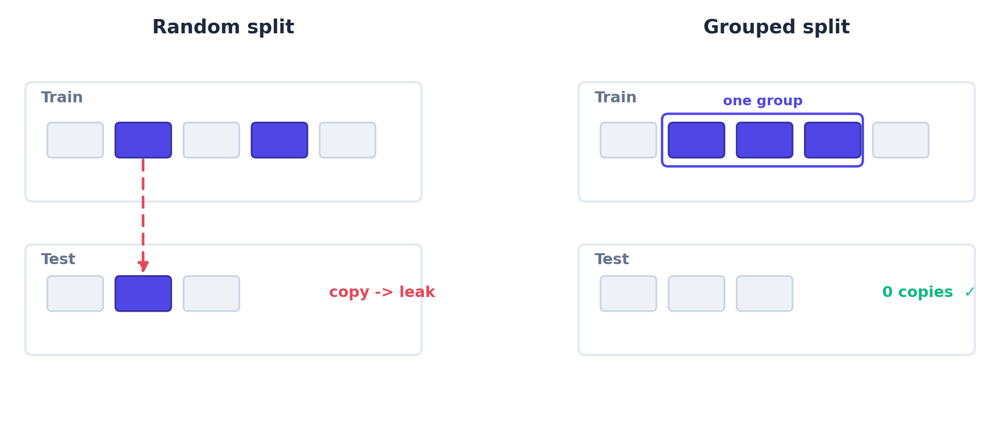 Random split
Train
Test
copy -> leak
Grouped split
Train
one group
Test
0 copies ✓